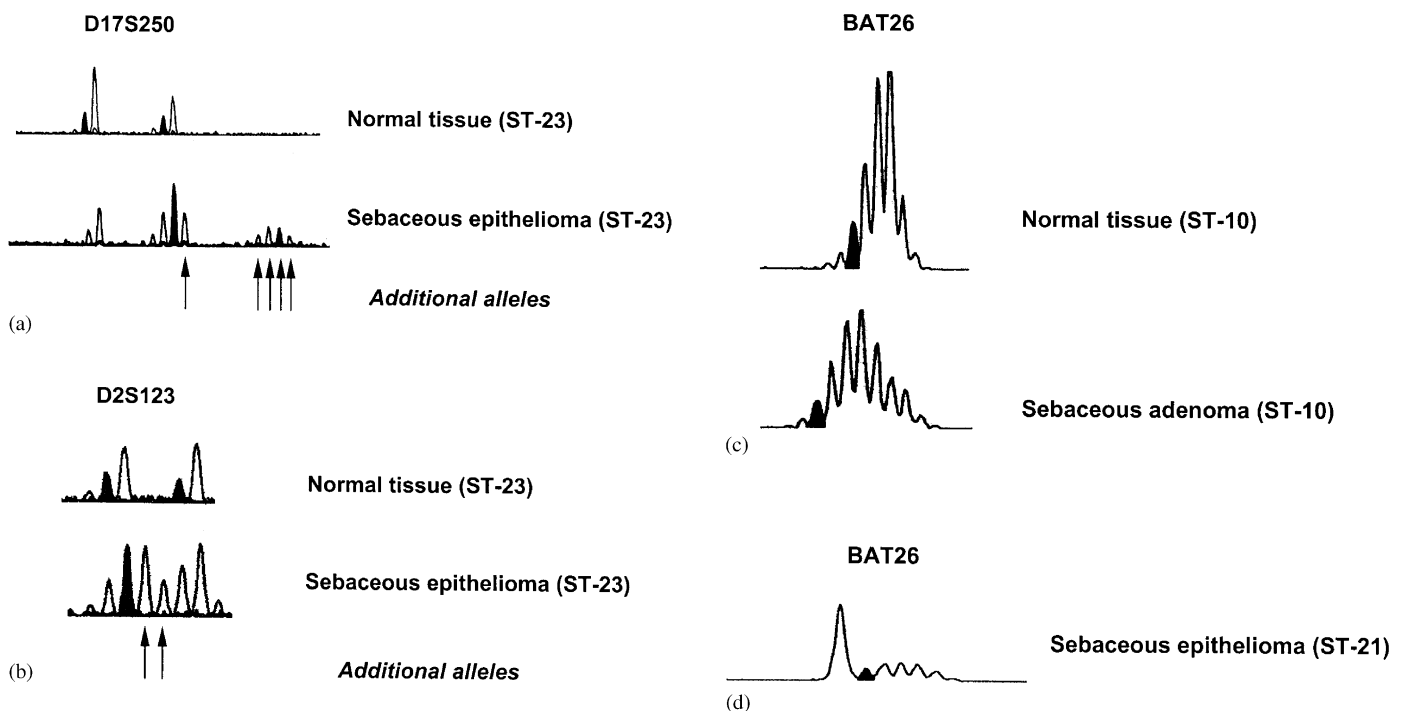 D17S250
Normal tissue (ST-23)
Sebaceous epithelioma (ST-23)
Additional alleles
(a)
D2S123
Normal tissue (ST-23)
Sebaceous epithelioma (ST-23)
Additional alleles
(b)
BAT26
Normal tissue (ST-10)
Sebaceous adenoma (ST-10)
(c)
BAT26
Sebaceous epithelioma (ST-21)
(d)